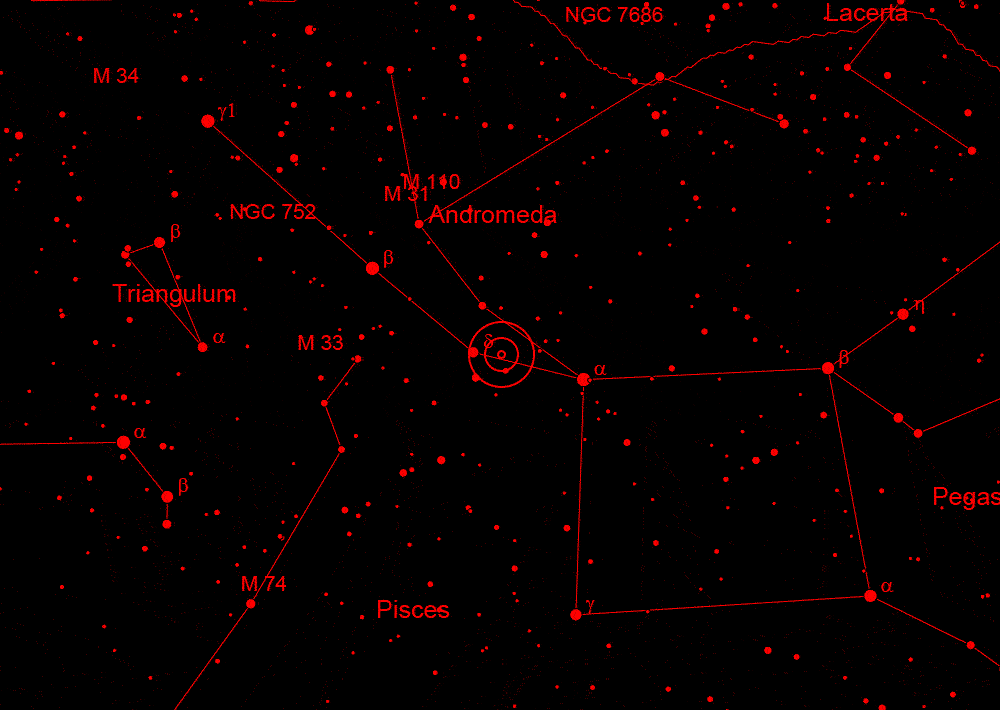 NGC 7686
Lacerta
M 34
γ1
M 110
M 31
NGC 752
Andromeda
β
β
Triangulum
η
α
M 33
δ
β
α
α
β
Pegas
M 74
α
γ
Pisces